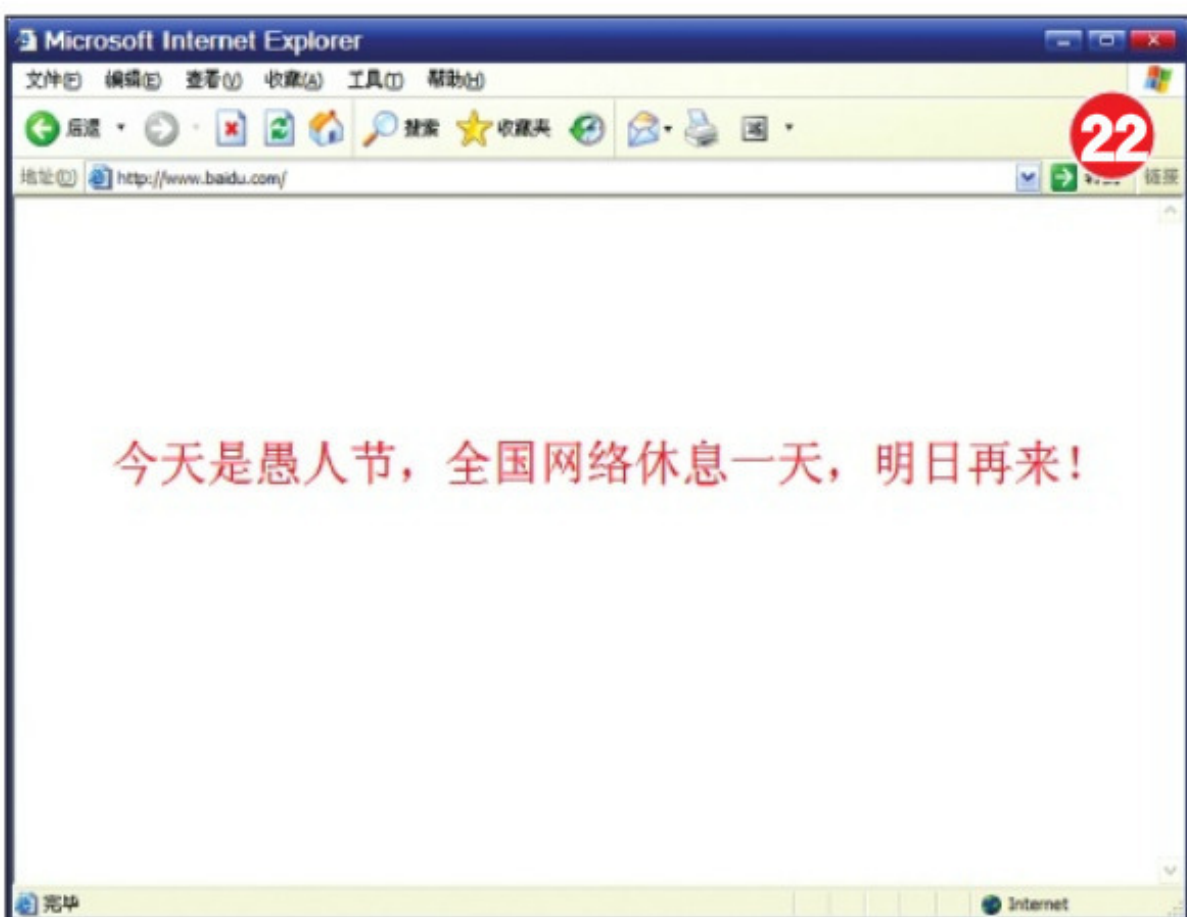 Microsoft Internet Explorer
文件(F) 编辑(E) 查看(V) 收藏(A) 工具(T) 帮助(H)
后退 搜索 收藏夹
22
地址(D) http://www.baidu.com/ 链接
今天是愚人节，全国网络休息一天，明日再来！
完毕 Internet